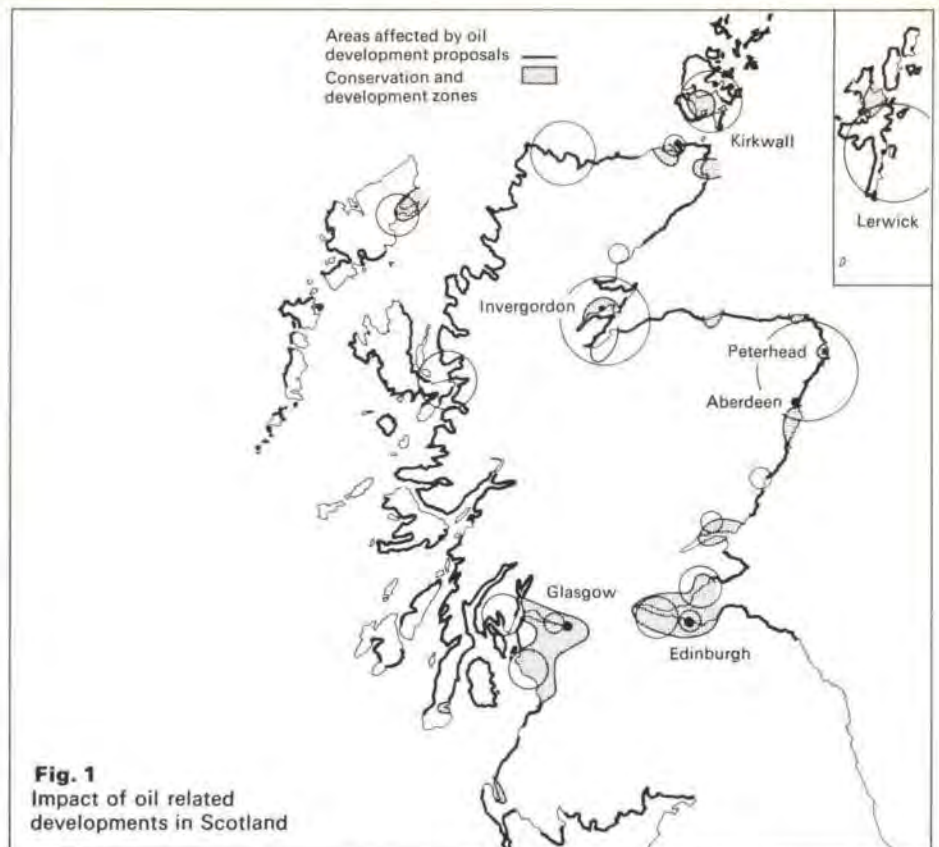 Areas affected by oil
development proposals
Conservation and
development zones
Kirkwall
Lerwick
Invergordon
Peterhead
Aberdeen
Glasgow
Edinburgh
Fig. 1
Impact of oil related
developments in Scotland